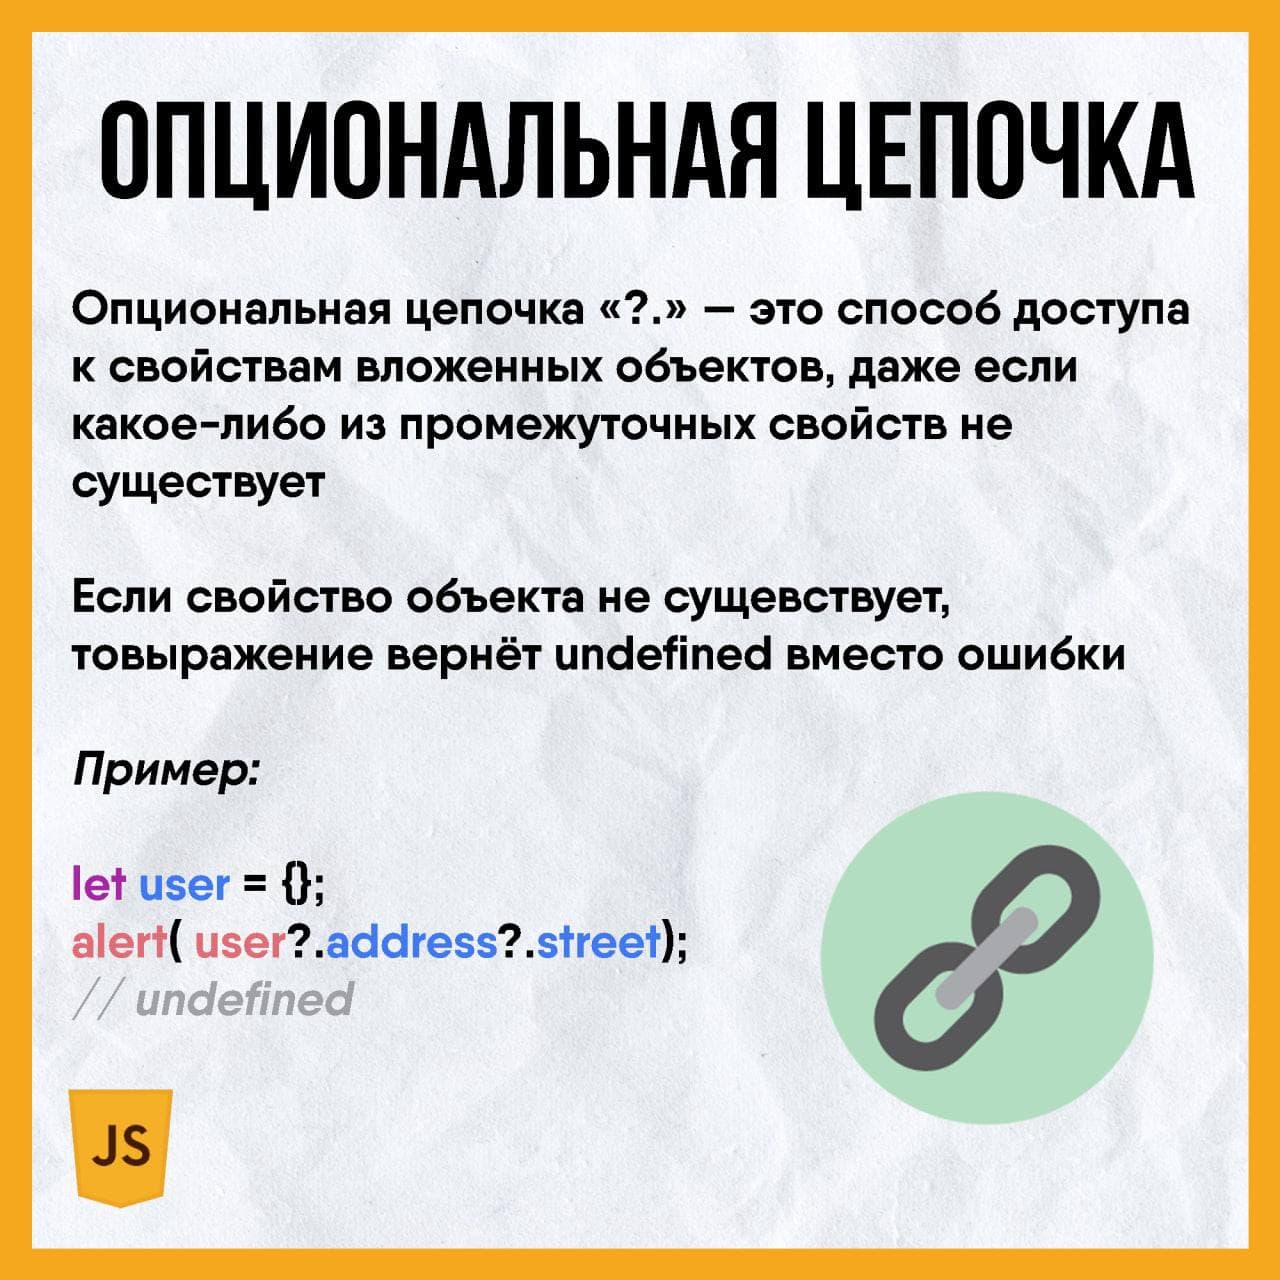 ОПЦИОНАЛЬНАЯ ЦЕПОЧКА
Опциональная цепочка «?.» — это способ доступа
к свойствам вложенных объектов, даже если
какое-либо из промежуточных свойств не
существует
Если свойство объекта не сущевствует,
товыражение вернёт undefined вместо ошибки
Пример:
let user = {};
alert( user?.address?.street);
// undefined
JS